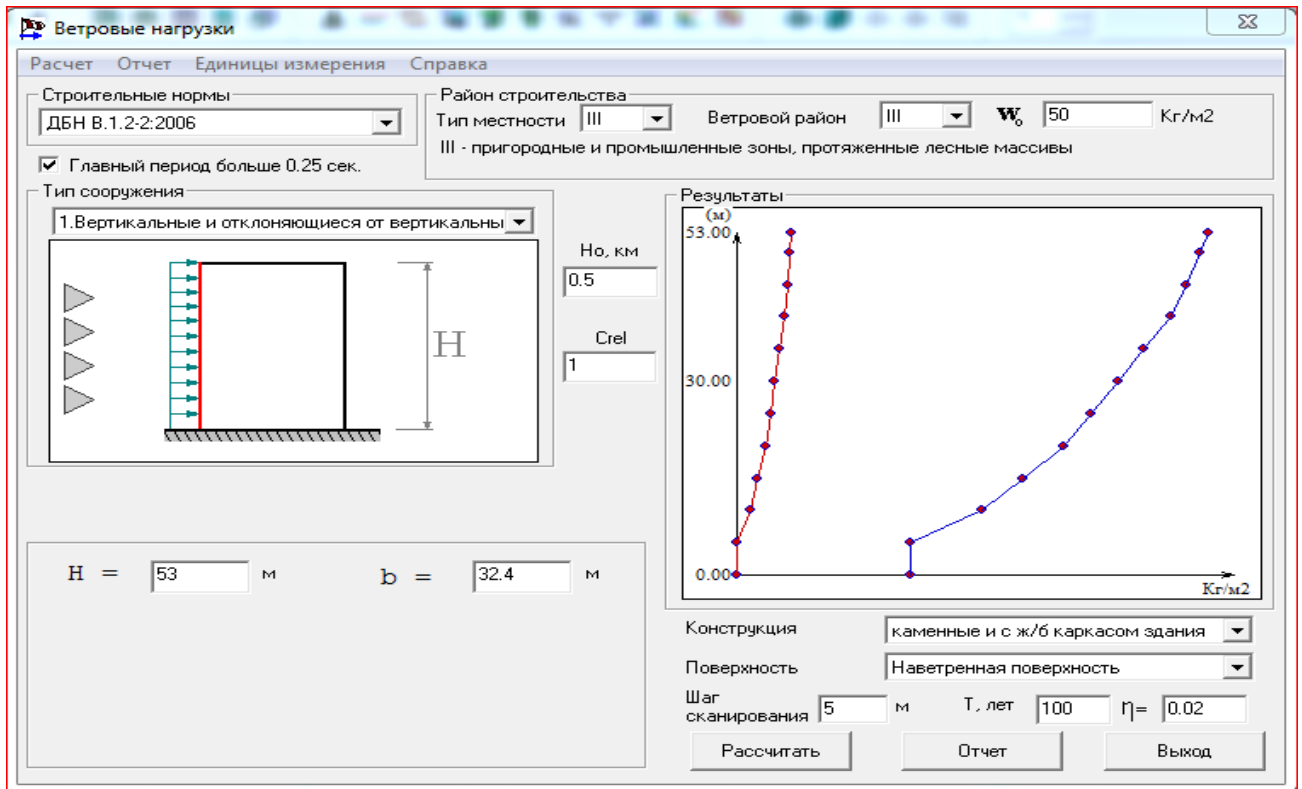 Ветровые нагрузки
Расчет Отчет Единицы измерения Справка
Строительные нормы
ДБН В.1.2-2:2006
Главный период больше 0.25 сек.
Район строительства
Тип местности III Ветровой район III W₀ 50 Кг/м2
III - пригородные и промышленные зоны, протяженные лесные массивы
Тип сооружения
1.Вертикальные и отклоняющиеся от вертикальны
H
Но, км
0.5
Crel
1
H = 53 м b = 32.4 м
Результаты
(м)
53.00
30.00
0.00
Кг/м2
Конструкция каменные и с ж/б каркасом здания
Поверхность Наветренная поверхность
Шаг
сканирования 5 м Т, лет 100 η= 0.02
Рассчитать Отчет Выход